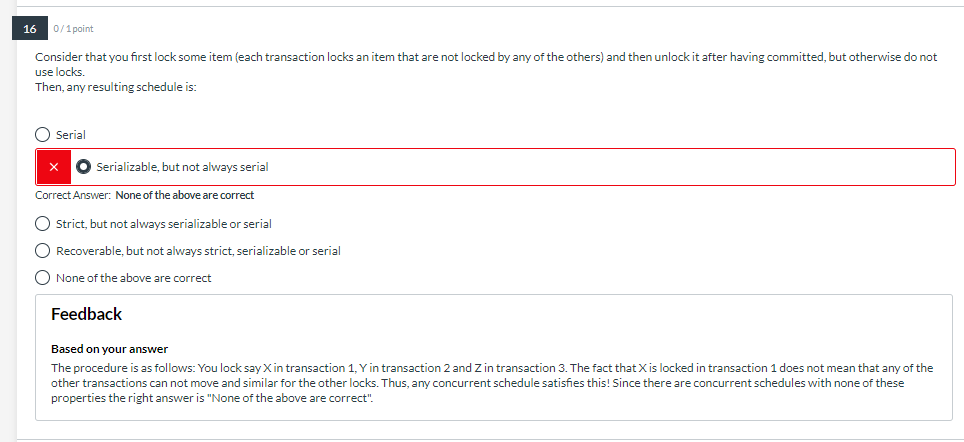 16 0 / 1 point
Consider that you first lock some item (each transaction locks an item that are not locked by any of the others) and then unlock it after having committed, but otherwise do not
use locks.
Then, any resulting schedule is:
Serial
Serializable, but not always serial
Correct Answer: None of the above are correct
Strict, but not always serializable or serial
Recoverable, but not always strict, serializable or serial
None of the above are correct
Feedback
Based on your answer
The procedure is as follows: You lock say X in transaction 1, Y in transaction 2 and Z in transaction 3. The fact that X is locked in transaction 1 does not mean that any of the
other transactions can not move and similar for the other locks. Thus, any concurrent schedule satisfies this! Since there are concurrent schedules with none of these
properties the right answer is "None of the above are correct".